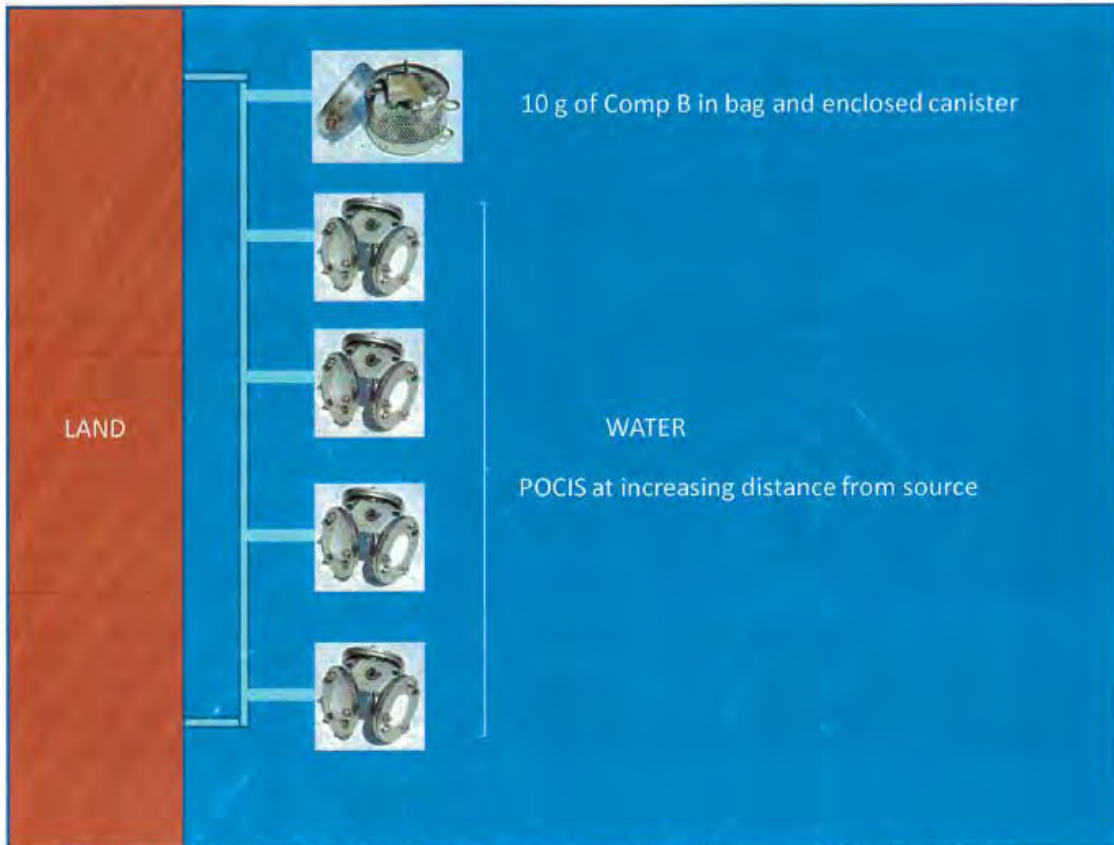 10 g of Comp B in bag and enclosed canister
LAND
WATER
POCIS at increasing distance from source